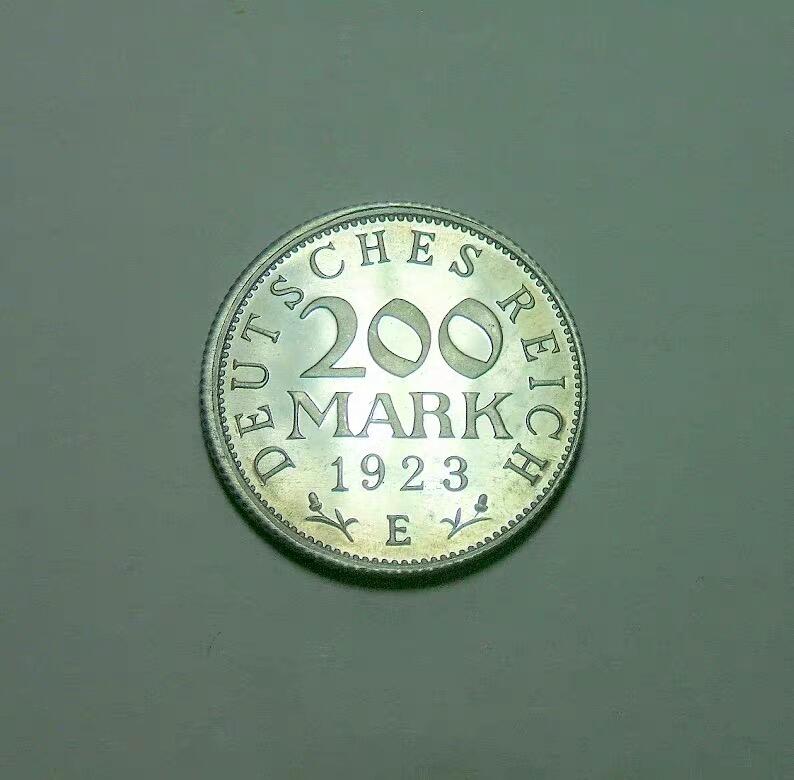 DEUTSCHES REICH
200
MARK
1923
E